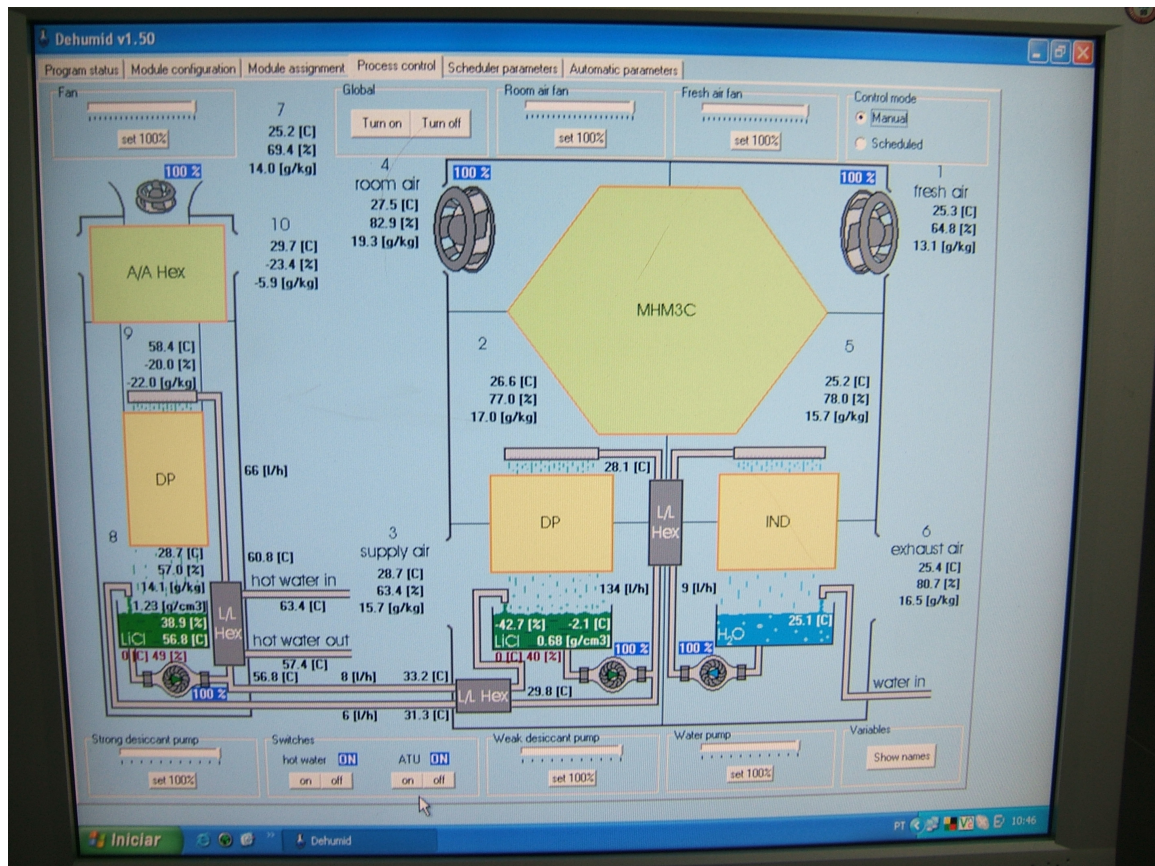 Dehumid v1.50
Program status Module configuration Module assignment Process control Scheduler parameters Automatic parameters
Fan
set 100%
100 %
7
25.2 [C]
69.4 [%]
14.0 [g/kg]
Global
Turn on Turn off
Room air fan
set 100%
Fresh air fan
set 100%
Control mode
Manual
Scheduled
4
room air
27.5 [C]
82.9 [%]
19.3 [g/kg]
100 %
100 %
1
fresh air
25.3 [C]
64.8 [%]
13.1 [g/kg]
10
29.7 [C]
-23.4 [%]
-5.9 [g/kg]
A/A Hex
MHM3C
9
58.4 [C]
-20.0 [%]
-22.0 [g/kg]
2
26.6 [C]
77.0 [%]
17.0 [g/kg]
5
25.2 [C]
78.0 [%]
15.7 [g/kg]
DP
66 [l/h]
28.1 [C]
DP
L/L Hex
IND
8
-28.7 [C]
57.0 [%]
14.1 [g/kg]
1.23 [g/cm3]
38.9 [%]
LiCl 56.8 [C]
0 [C] 49 [%]
100 %
L/L Hex
60.8 [C]
hot water in
63.4 [C]
hot water out
57.4 [C]
56.8 [C]
8 [l/h]
33.2 [C]
6 [l/h]
31.3 [C]
3
supply air
28.7 [C]
63.4 [%]
15.7 [g/kg]
134 [l/h]
9 [l/h]
-42.7 [%] -2.1 [C]
LiCl 0.68 [g/cm3]
0 [C] 40 [%]
100 %
100 %
L/L Hex
29.8 [C]
25.1 [C]
H2O
6
exhaust air
25.4 [C]
80.7 [%]
16.5 [g/kg]
water in
Strong desiccant pump
set 100%
Switches
hot water ON
on off
ATU ON
on off
Weak desiccant pump
set 100%
Water pump
set 100%
Variables
Show names
Iniciar
Dehumid
PT
10:46